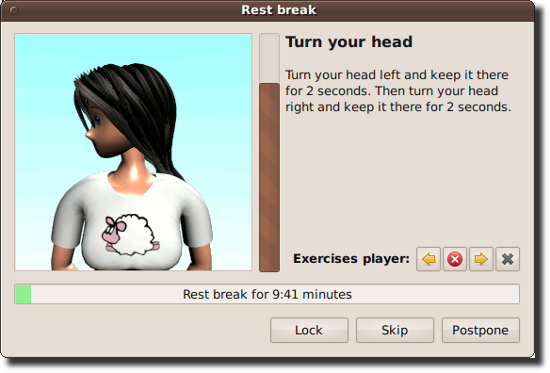 Rest break
Turn your head
Turn your head left and keep it there
for 2 seconds. Then turn your head
right and keep it there for 2 seconds.
Exercises player:
Rest break for 9:41 minutes
Lock
Skip
Postpone